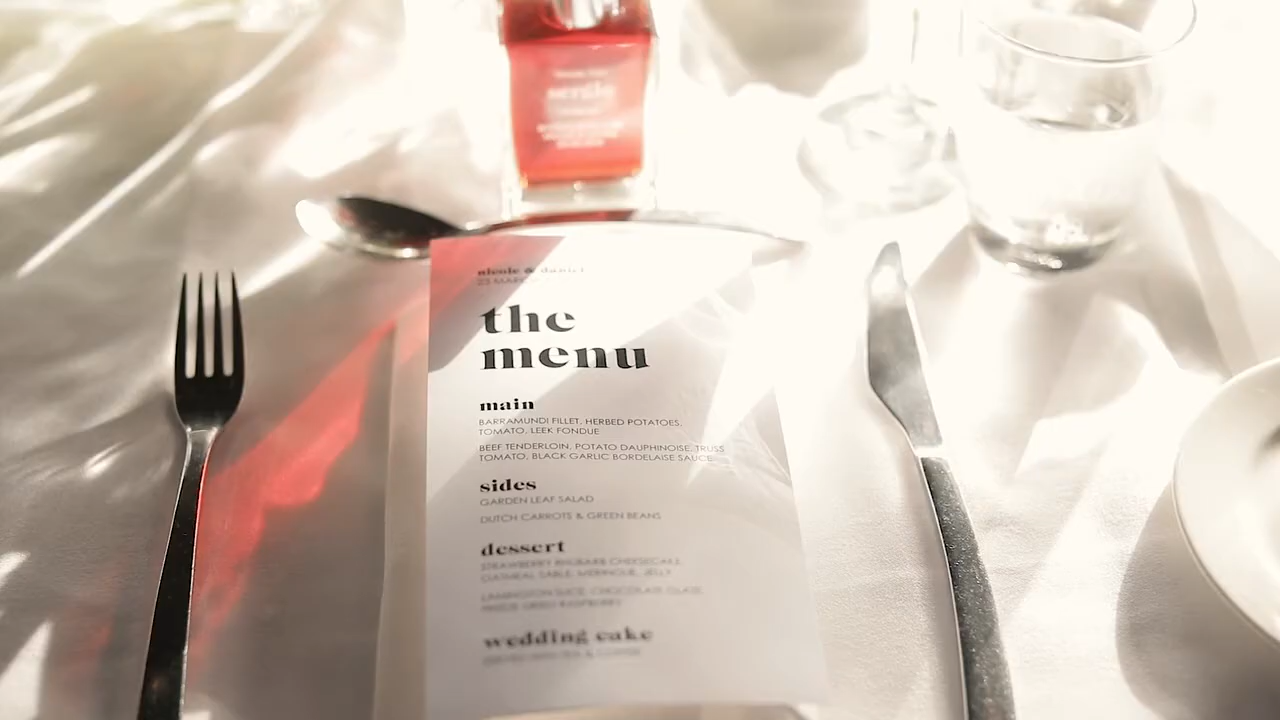 nicole & daniel
23 MARCH
the
menu
main
BARRAMUNDI FILLET, HERBED POTATOES,
TOMATO, LEEK FONDUE
BEEF TENDERLOIN, POTATO DAUPHINOISE, TRUSS
TOMATO, BLACK GARLIC BORDELAISE SAUCE
sides
GARDEN LEAF SALAD
DUTCH CARROTS & GREEN BEANS
dessert
STRAWBERRY RHUBARB CHEESECAKE,
OATMEAL SABLE, MERINGUE, JELLY
LAMINGTON SLICE, CHOCOLATE GLAZE,
FREEZE DRIED RASPBERRY
wedding cake